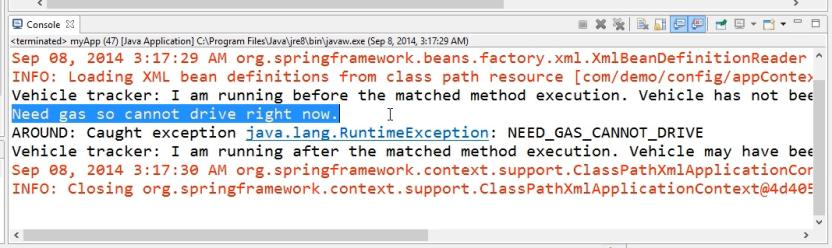 Console
<terminated> myApp (47) [Java Application] C:\Program Files\Java\jre8\bin\javaw.exe (Sep 8, 2014, 3:17:29 AM)
Sep 08, 2014 3:17:29 AM org.springframework.beans.factory.xml.XmlBeanDefinitionReader
INFO: Loading XML bean definitions from class path resource [com/demo/config/appContex
Vehicle tracker: I am running before the matched method execution. Vehicle has not bee
Need gas so cannot drive right now.
AROUND: Caught exception java.lang.RuntimeException: NEED_GAS_CANNOT_DRIVE
Vehicle tracker: I am running after the matched method execution. Vehicle may have bee
Sep 08, 2014 3:17:30 AM org.springframework.context.support.ClassPathXmlApplicationCon
INFO: Closing org.springframework.context.support.ClassPathXmlApplicationContext@4d405